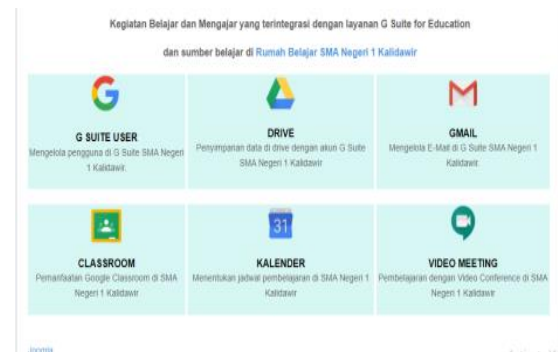 Kegiatan Belajar dan Mengajar yang terintegrasi dengan layanan G Suite for Education
dan sumber belajar di Rumah Belajar SMA Negeri 1 Kalidawir
G SUITE USER
Mengelola pengguna di G Suite SMA Negeri
1 Kalidawir.
DRIVE
Penyimpanan data di drive dengan akun G Suite
SMA Negeri 1 Kalidawir
GMAIL
Mengelola E-Mail di G Suite SMA Negeri 1
Kalidawir.
CLASSROOM
Pemanfaatan Google Classroom di SMA
Negeri 1 Kalidawir
31
KALENDER
Menentukan jadwal pembelajaran di SMA Negeri 1
Kalidawir
VIDEO MEETING
Pembelajaran dengan Video Conference di SMA
Negeri 1 Kalidawir